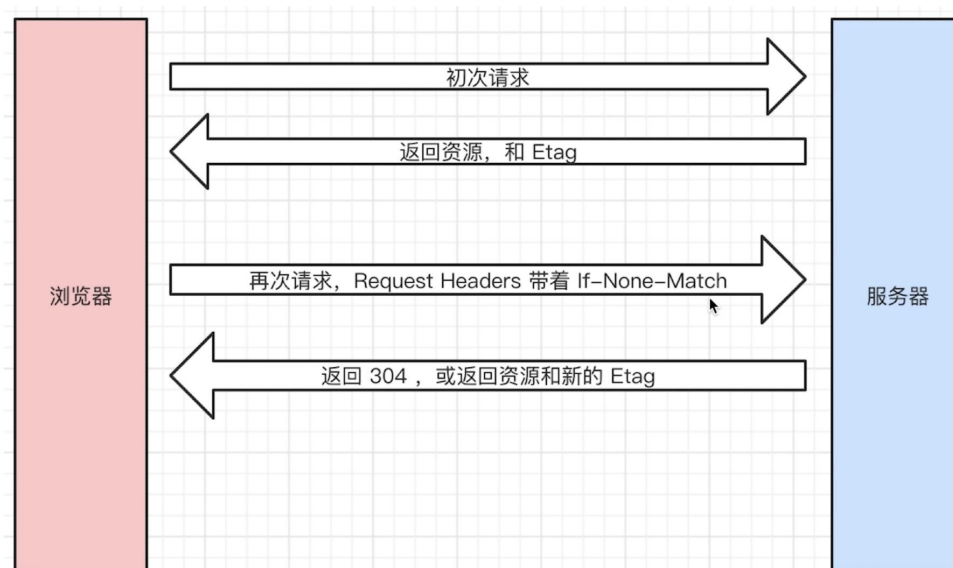 初次请求
返回资源，和 Etag
再次请求，Request Headers 带着 If-None-Match
浏览器
服务器
返回 304 ，或返回资源和新的 Etag